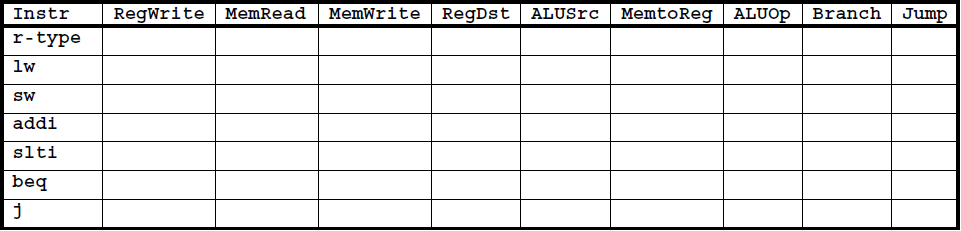 Instr RegWrite MemRead MemWrite RegDst ALUSrc MemtoReg ALUOp Branch Jump
r-type
lw
sw
addi
slti
beq
j